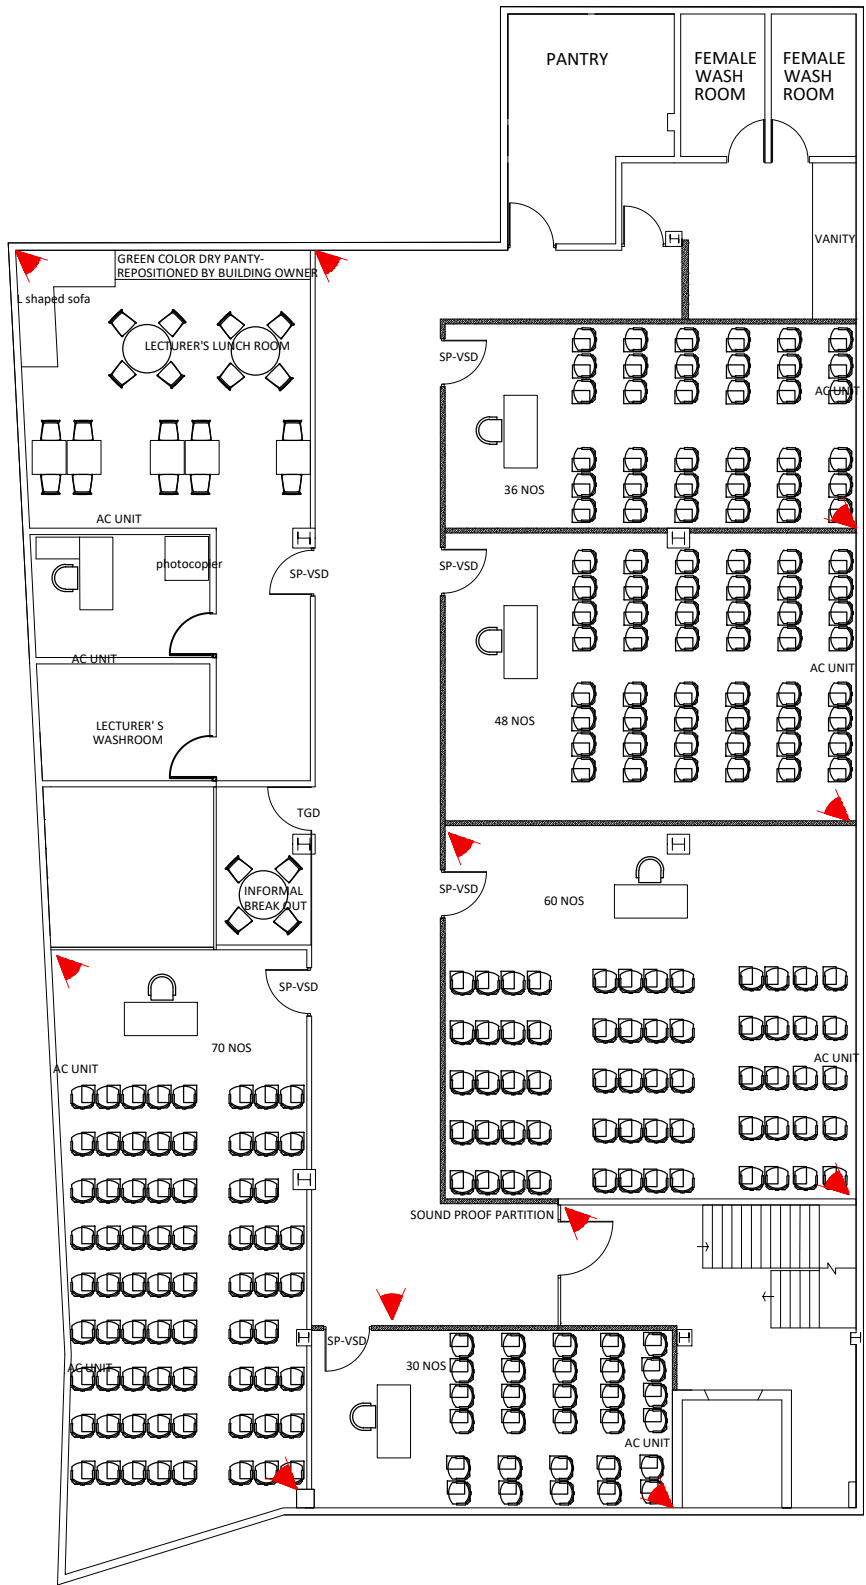 PANTRY
FEMALE
WASH
ROOM
FEMALE
WASH
ROOM
VANITY
GREEN COLOR DRY PANTY-
REPOSITIONED BY BUILDING OWNER
L shaped sofa
LECTURER'S LUNCH ROOM
SP-VSD
AC UNIT
36 NOS
AC UNIT
photocopier
SP-VSD
SP-VSD
AC UNIT
AC UNIT
48 NOS
LECTURER' S
WASHROOM
TGD
INFORMAL
BREAK OUT
SP-VSD
60 NOS
SP-VSD
70 NOS
AC UNIT
AC UNIT
SOUND PROOF PARTITION
SP-VSD
30 NOS
AC UNIT
AC UNIT